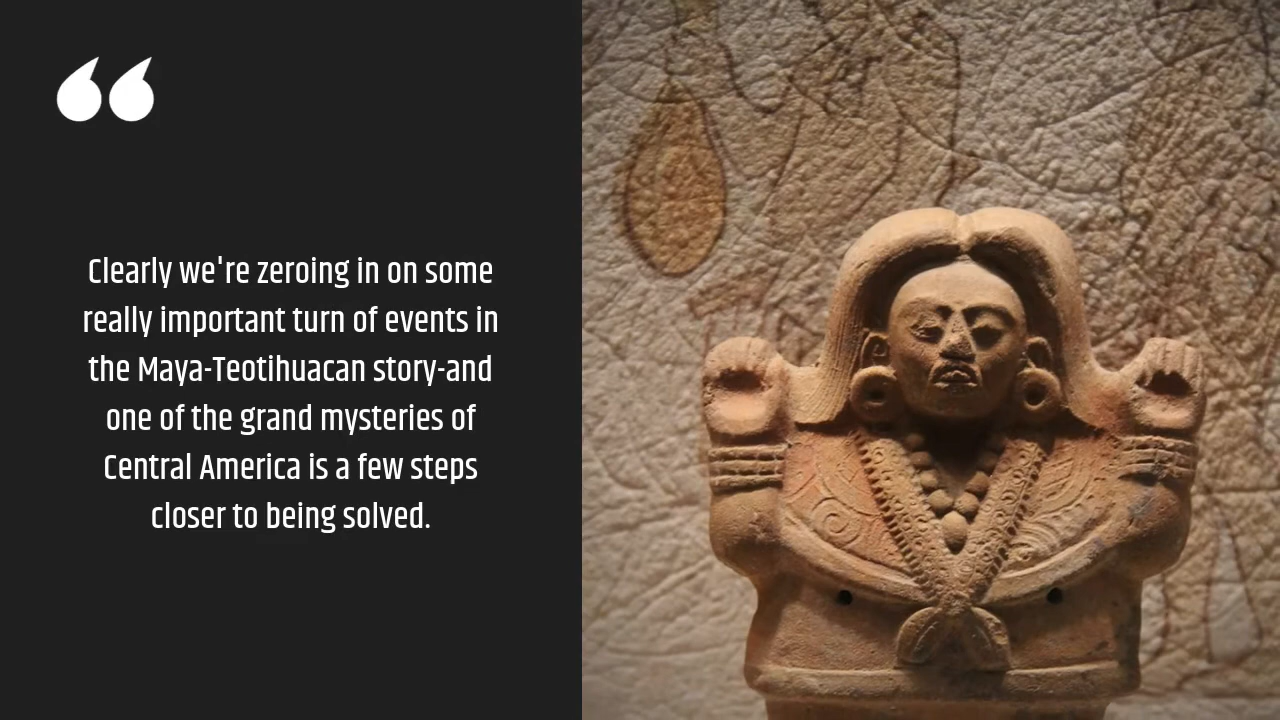 “
Clearly we're zeroing in on some
really important turn of events in
the Maya-Teotihuacan story-and
one of the grand mysteries of
Central America is a few steps
closer to being solved.